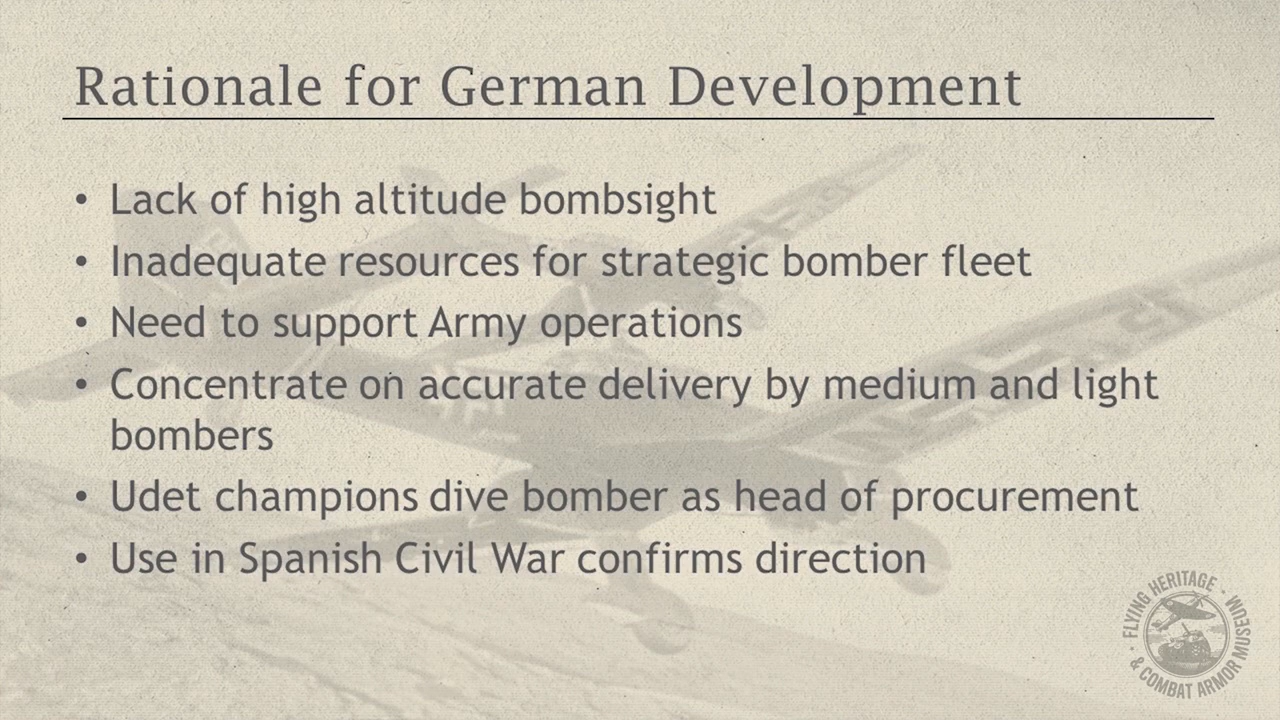 Rationale for German Development
• Lack of high altitude bombsight
• Inadequate resources for strategic bomber fleet
• Need to support Army operations
• Concentrate on accurate delivery by medium and light
bombers
• Udet champions dive bomber as head of procurement
• Use in Spanish Civil War confirms direction
· FLYING HERITAGE · MUSEUM
& COMBAT ARMOR